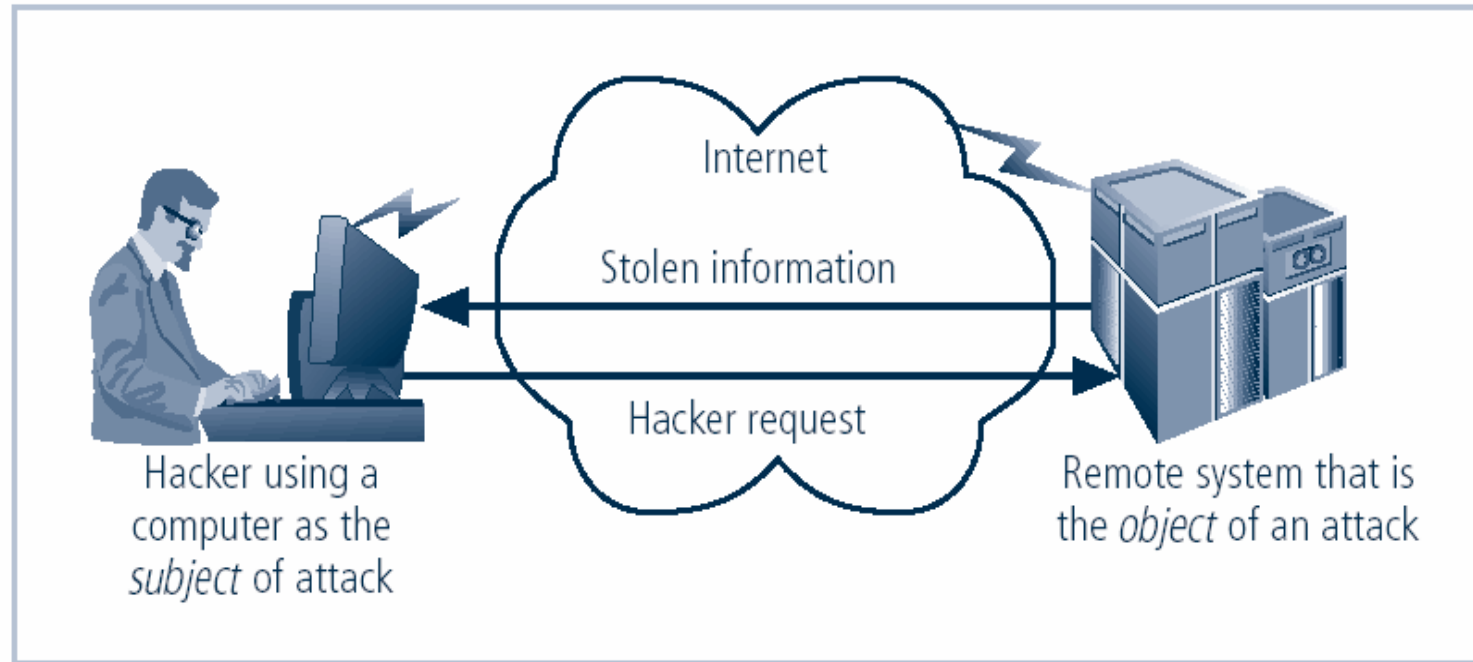 Internet
Stolen information
Hacker request
Hacker using a
computer as the
subject of attack
Remote system that is
the object of an attack